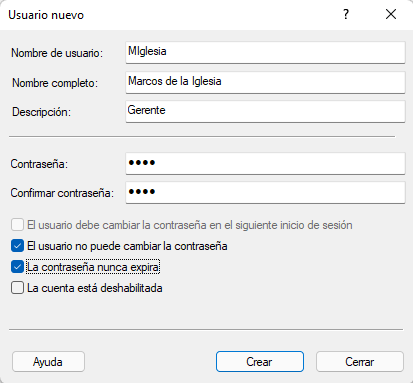 Usuario nuevo
?
Nombre de usuario: MIglesia
Nombre completo: Marcos de la Iglesia
Descripción: Gerente
Contraseña: ●●●●
Confirmar contraseña: ●●●●
El usuario debe cambiar la contraseña en el siguiente inicio de sesión
El usuario no puede cambiar la contraseña
La contraseña nunca expira
La cuenta está deshabilitada
Ayuda Crear Cerrar